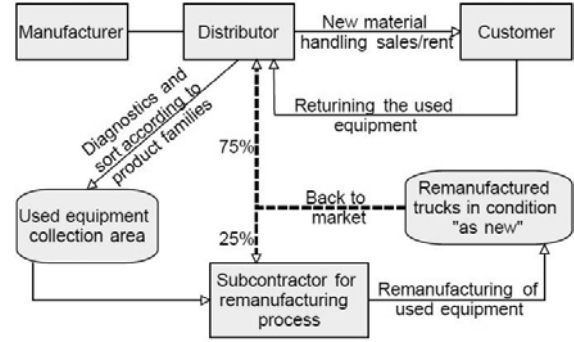 Manufacturer
Distributor
New material
handling sales/rent
Customer
Diagnostics and
sort according to
product families
Returining the used
equipment
75%
Used equipment
collection area
Back to
market
Remanufactured
trucks in condition
"as new"
25%
Subcontractor for
remanufacturing
process
Remanufacturing of
used equipment